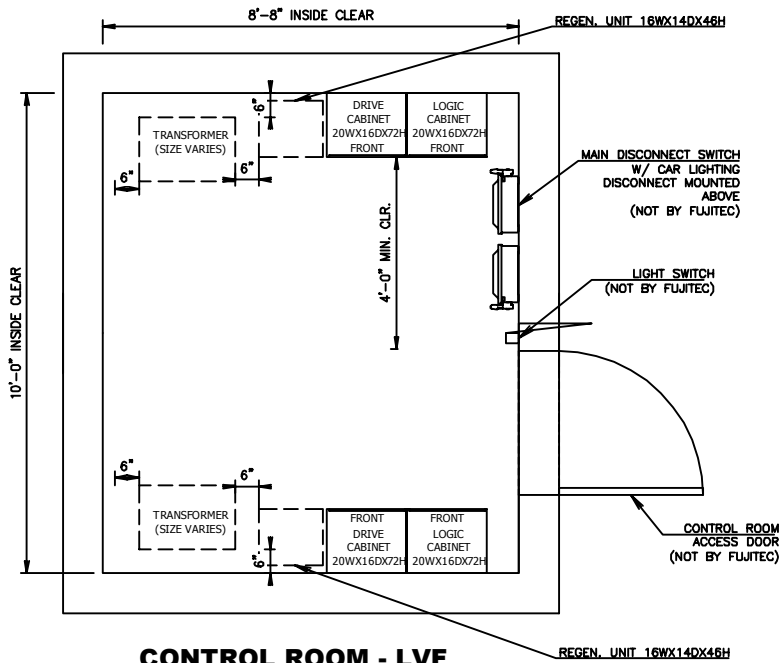 8'-8" INSIDE CLEAR
REGEN. UNIT 16WX14DX46H
6"
DRIVE
CABINET
20WX16DX72H
FRONT
LOGIC
CABINET
20WX16DX72H
FRONT
TRANSFORMER
(SIZE VARIES)
6"
6"
MAIN DISCONNECT SWITCH
W/ CAR LIGHTING
DISCONNECT MOUNTED
ABOVE
(NOT BY FUJITEC)
4'-0" MIN. CLR.
LIGHT SWITCH
(NOT BY FUJITEC)
10'-0" INSIDE CLEAR
6"
6"
TRANSFORMER
(SIZE VARIES)
6"
FRONT
DRIVE
CABINET
20WX16DX72H
FRONT
LOGIC
CABINET
20WX16DX72H
CONTROL ROOM
ACCESS DOOR
(NOT BY FUJITEC)
CONTROL ROOM - LVF
REGEN. UNIT 16WX14DX46H